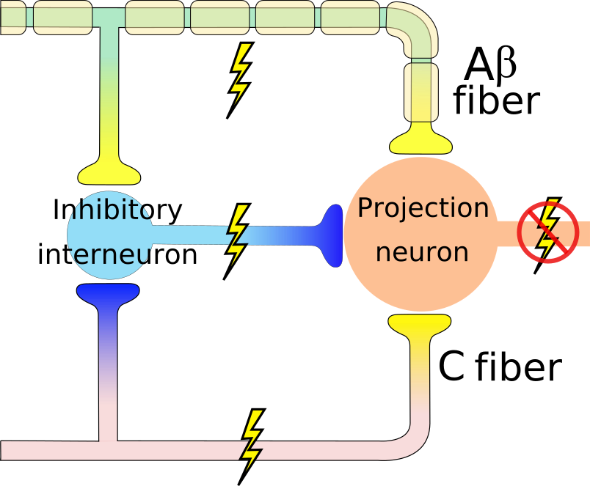 Aβ
fiber
Inhibitory
interneuron
Projection
neuron
C fiber